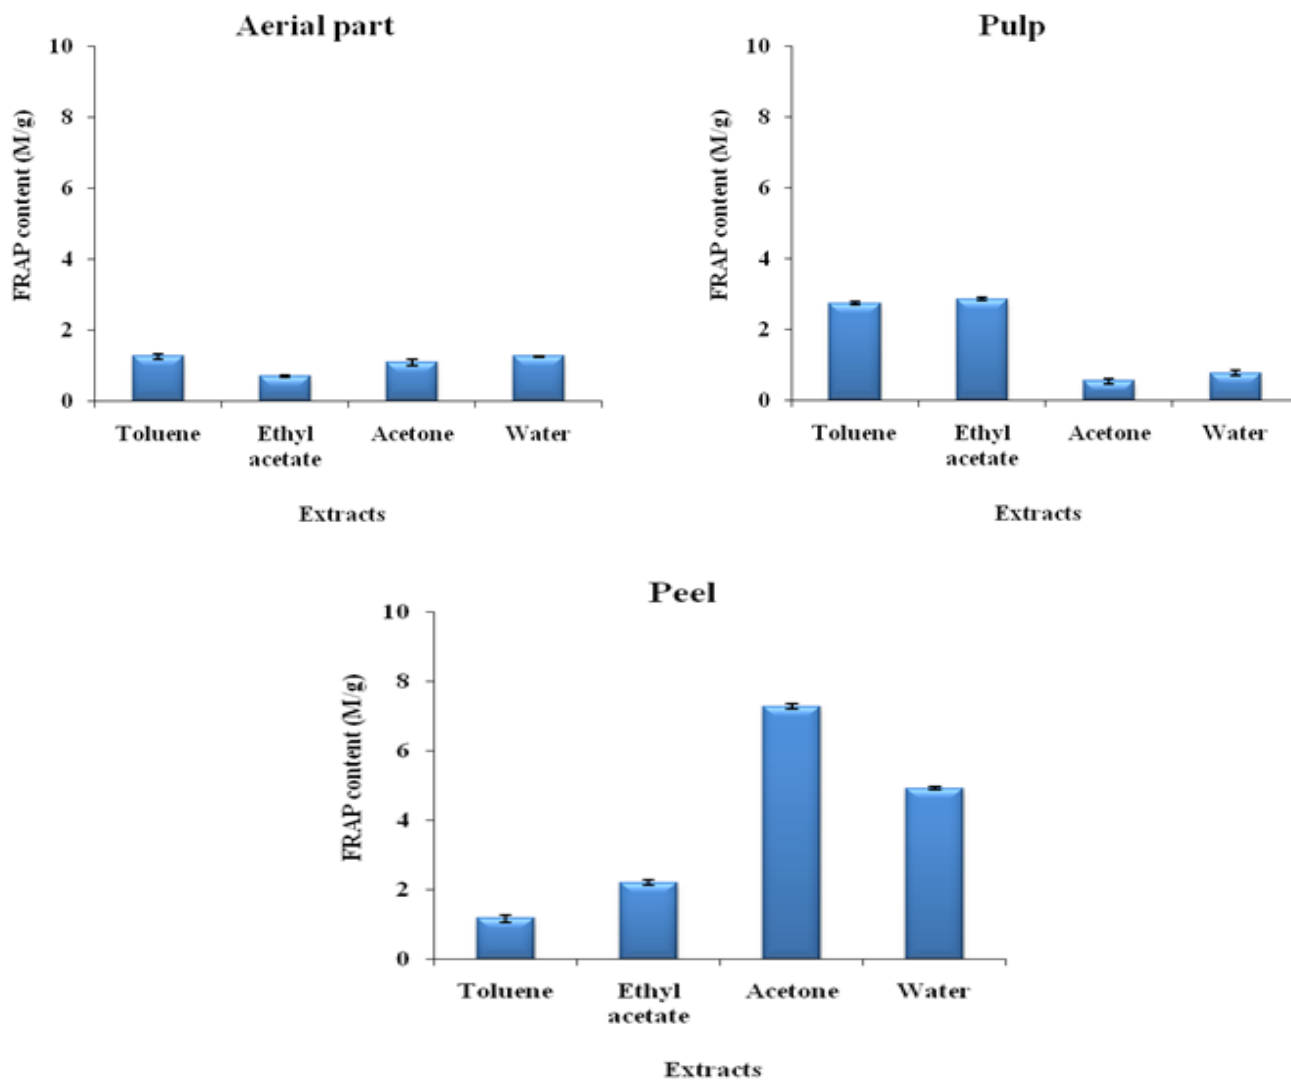 Aerial part
10
8
6
4
2
0
FRAP content (M/g)
Toluene
Ethyl
acetate
Acetone
Water
Extracts
Pulp
10
8
6
4
2
0
FRAP content (M/g)
Toluene
Ethyl
acetate
Acetone
Water
Extracts
Peel
10
8
6
4
2
0
FRAP content (M/g)
Toluene
Ethyl
acetate
Acetone
Water
Extracts